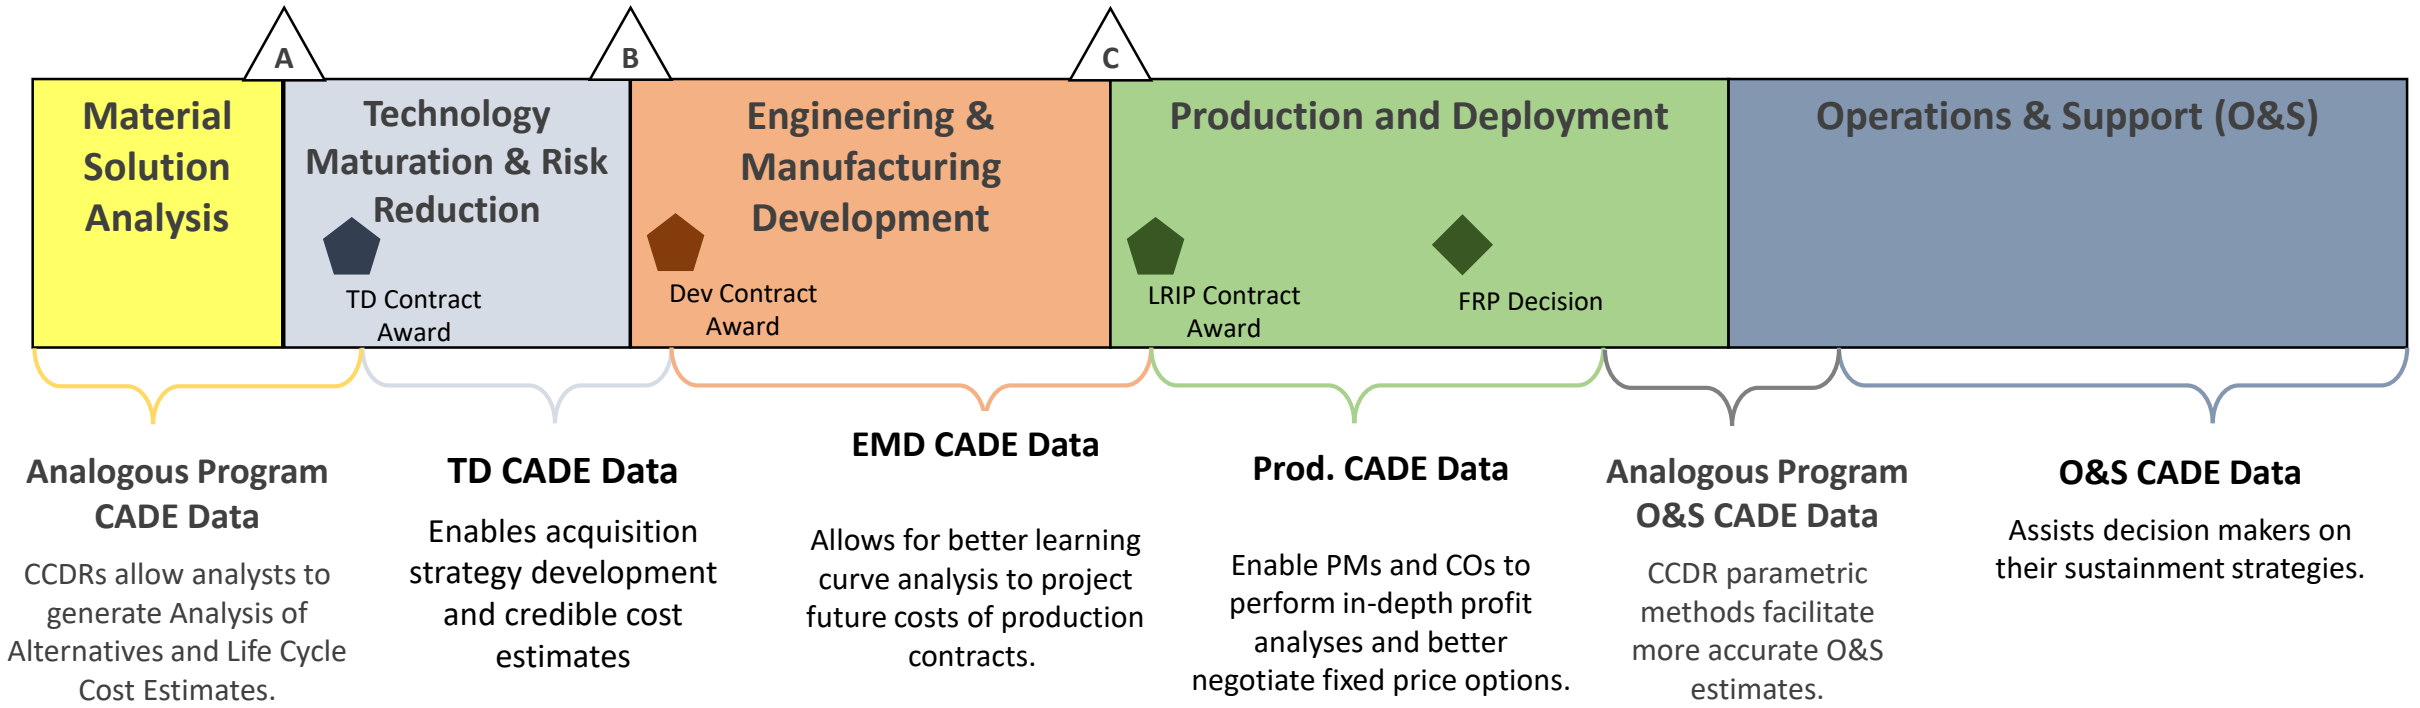 A
B
C
Material
Solution
Analysis
Technology
Maturation & Risk
Reduction
TD Contract
Award
Engineering &
Manufacturing
Development
Dev Contract
Award
Production and Deployment
LRIP Contract
Award
FRP Decision
Operations & Support (O&S)
Analogous Program
CADE Data
CCDRs allow analysts to
generate Analysis of
Alternatives and Life Cycle
Cost Estimates.
TD CADE Data
Enables acquisition
strategy development
and credible cost
estimates
EMD CADE Data
Allows for better learning
curve analysis to project
future costs of production
contracts.
Prod. CADE Data
Enable PMs and COs to
perform in-depth profit
analyses and better
negotiate fixed price options.
Analogous Program
O&S CADE Data
CCDR parametric
methods facilitate
more accurate O&S
estimates.
O&S CADE Data
Assists decision makers on
their sustainment strategies.